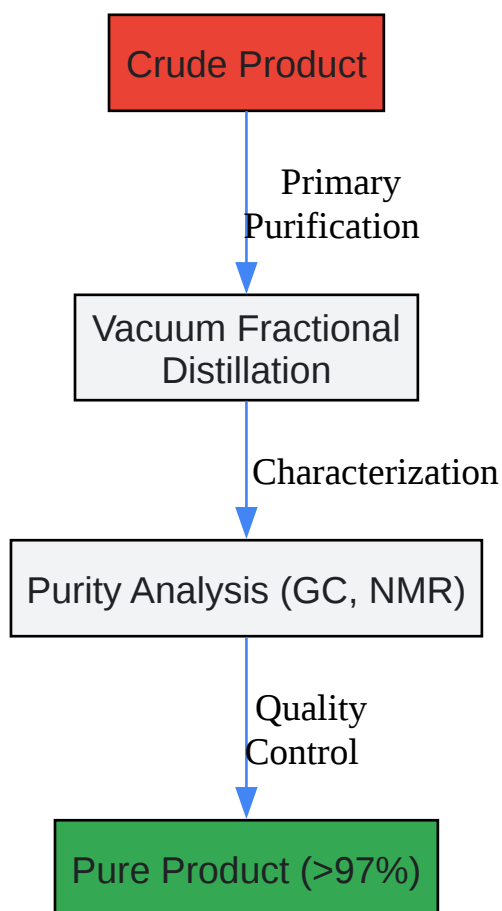 Crude Product
Primary
Purification
Vacuum Fractional
Distillation
Characterization
Purity Analysis (GC, NMR)
Quality
Control
Pure Product (>97%)